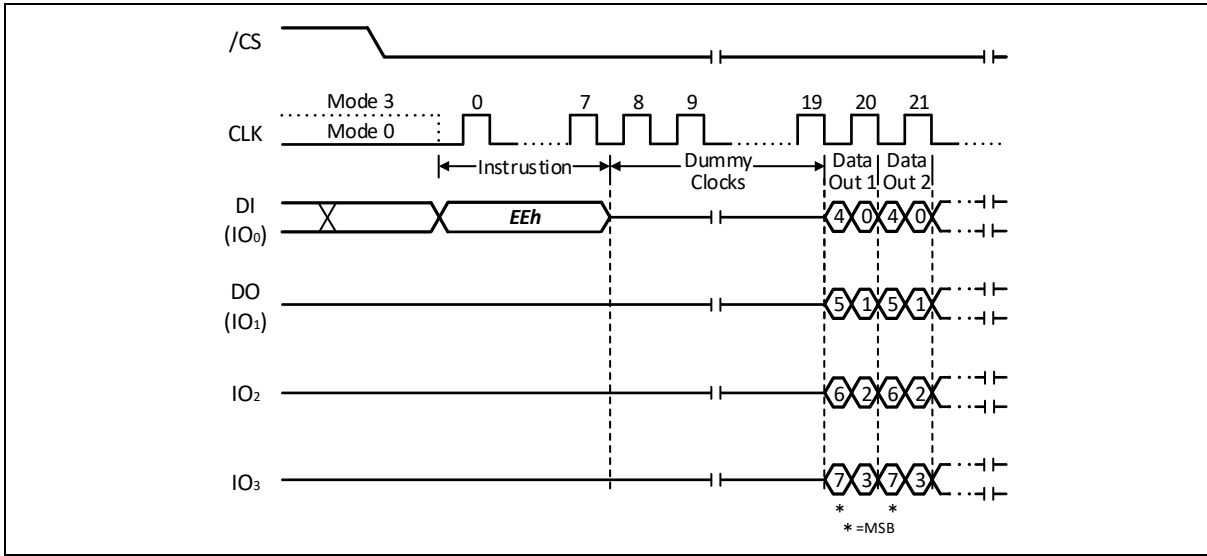 /CS
Mode 3 0 7 8 9 19 20 21
CLK Mode 0
Instrustion Dummy Data Data
Clocks Out 1 Out 2
DI
(IO₀) EEh 4 0 4 0
DO
(IO₁) 5 1 5 1
IO₂ 6 2 6 2
IO₃ 7 3 7 3
* *
* =MSB